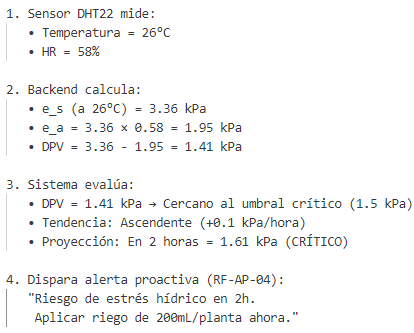 1. Sensor DHT22 mide:
• Temperatura = 26°C
• HR = 58%
2. Backend calcula:
• e_s (a 26°C) = 3.36 kPa
• e_a = 3.36 × 0.58 = 1.95 kPa
• DPV = 3.36 - 1.95 = 1.41 kPa
3. Sistema evalúa:
• DPV = 1.41 kPa → Cercano al umbral crítico (1.5 kPa)
• Tendencia: Ascendente (+0.1 kPa/hora)
• Proyección: En 2 horas = 1.61 kPa (CRÍTICO)
4. Dispara alerta proactiva (RF-AP-04):
"Riesgo de estrés hídrico en 2h.
Aplicar riego de 200mL/planta ahora."